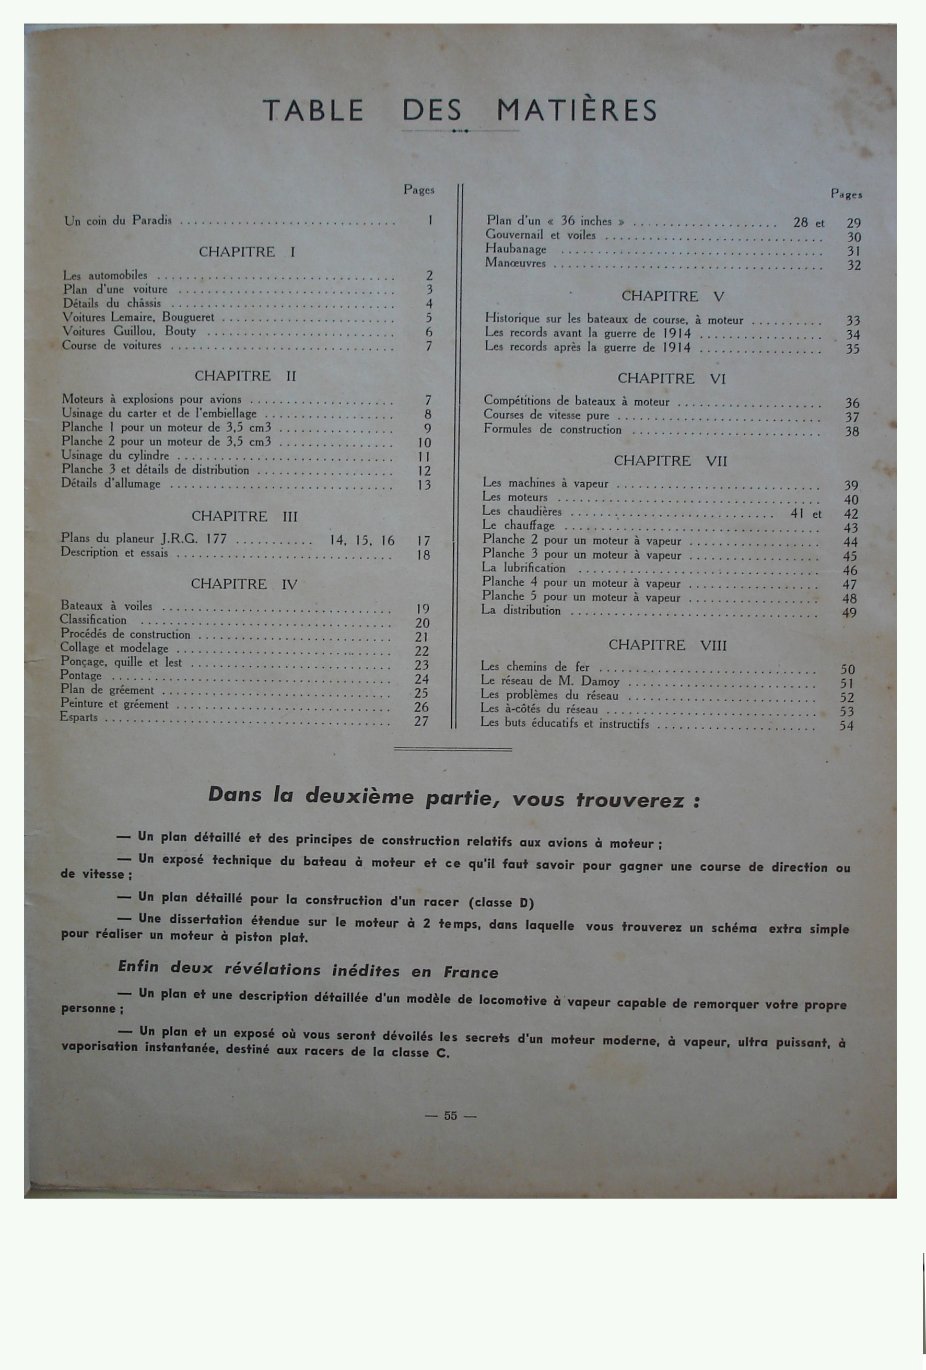 TABLE DES MATIÈRES
Pages
Un coin du Paradis .............................. 1
CHAPITRE I
Les automobiles ................................. 2
Plan d'une voiture .............................. 3
Détails du châssis ............................... 4
Voitures Lemaire, Bougueret ........................ 5
Voitures Guillou, Bouty .......................... 6
Course de voitures ............................... 7
CHAPITRE II
Moteurs à explosions pour avions .................... 7
Usinage du carter et de l'embiellage .................. 8
Planche 1 pour un moteur de 3,5 cm3 ................ 9
Planche 2 pour un moteur de 3,5 cm3 ................ 10
Usinage du cylindre .............................. 11
Planche 3 et détails de distribution ................... 12
Détails d'allumage ............................... 13
CHAPITRE III
Plans du planeur J.R.G. 177 ........... 14, 15, 16 17
Description et essais .............................. 18
CHAPITRE IV
Bateaux à voiles ................................ 19
Classification ................................... 20
Procédés de construction ........................... 21
Collage et modelage .............................. 22
Ponçage, quille et lest ............................ 23
Pontage ....................................... 24
Plan de gréement ................................ 25
Peinture et gréement .............................. 26
Esparts ........................................ 27
Pages
Plan d'un « 36 inches » .................... 28 et 29
Gouvernail et voiles .............................. 30
Haubanage .................................... 31
Manœuvres ..................................... 32
CHAPITRE V
Historique sur les bateaux de course, à moteur .......... 33
Les records avant la guerre de 1914 ................. 34
Les records après la guerre de 1914 ................. 35
CHAPITRE VI
Compétitions de bateaux à moteur .................... 36
Courses de vitesse pure ............................ 37
Formules de construction .......................... 38
CHAPITRE VII
Les machines à vapeur ............................ 39
Les moteurs .................................... 40
Les chaudières ............................ 41 et 42
Le chauffage ................................... 43
Planche 2 pour un moteur à vapeur .................. 44
Planche 3 pour un moteur à vapeur .................. 45
La lubrification ................................. 46
Planche 4 pour un moteur à vapeur .................. 47
Planche 5 pour un moteur à vapeur .................. 48
La distribution .................................. 49
CHAPITRE VIII
Les chemins de fer .............................. 50
Le réseau de M. Damoy .......................... 51
Les problèmes du réseau .......................... 52
Les à-côtés du réseau ............................. 53
Les buts éducatifs et instructifs ...................... 54
Dans la deuxième partie, vous trouverez :
— Un plan détaillé et des principes de construction relatifs aux avions à moteur ;
— Un exposé technique du bateau à moteur et ce qu'il faut savoir pour gagner une course de direction ou
de vitesse ;
— Un plan détaillé pour la construction d'un racer (classe D)
— Une dissertation étendue sur le moteur à 2 temps, dans laquelle vous trouverez un schéma extra simple
pour réaliser un moteur à piston plat.
Enfin deux révélations inédites en France
— Un plan et une description détaillée d'un modèle de locomotive à vapeur capable de remorquer votre propre
personne ;
— Un plan et un exposé où vous seront dévoilés les secrets d'un moteur moderne, à vapeur, ultra puissant, à
vaporisation instantanée, destiné aux racers de la classe C.
— 55 —